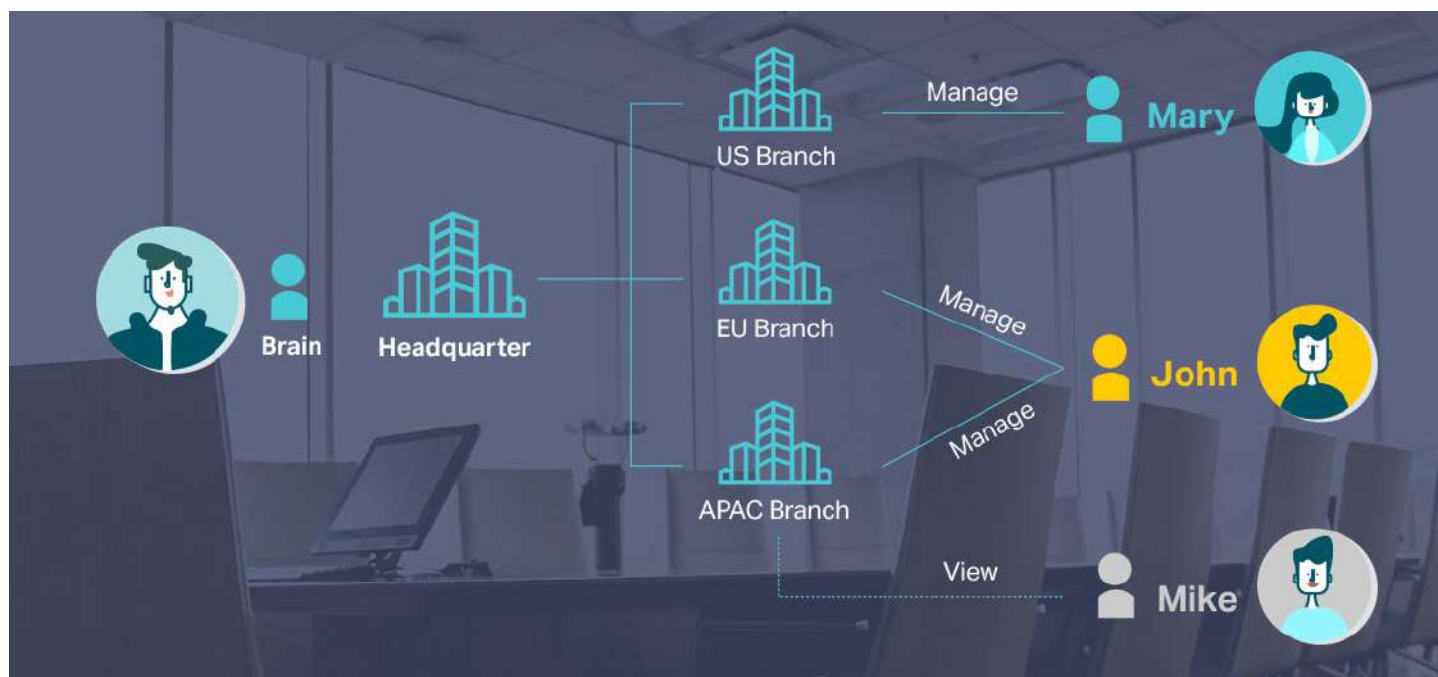 Brain
Headquarter
US Branch
Manage
Mary
EU Branch
Manage
Manage
John
APAC Branch
View
Mike